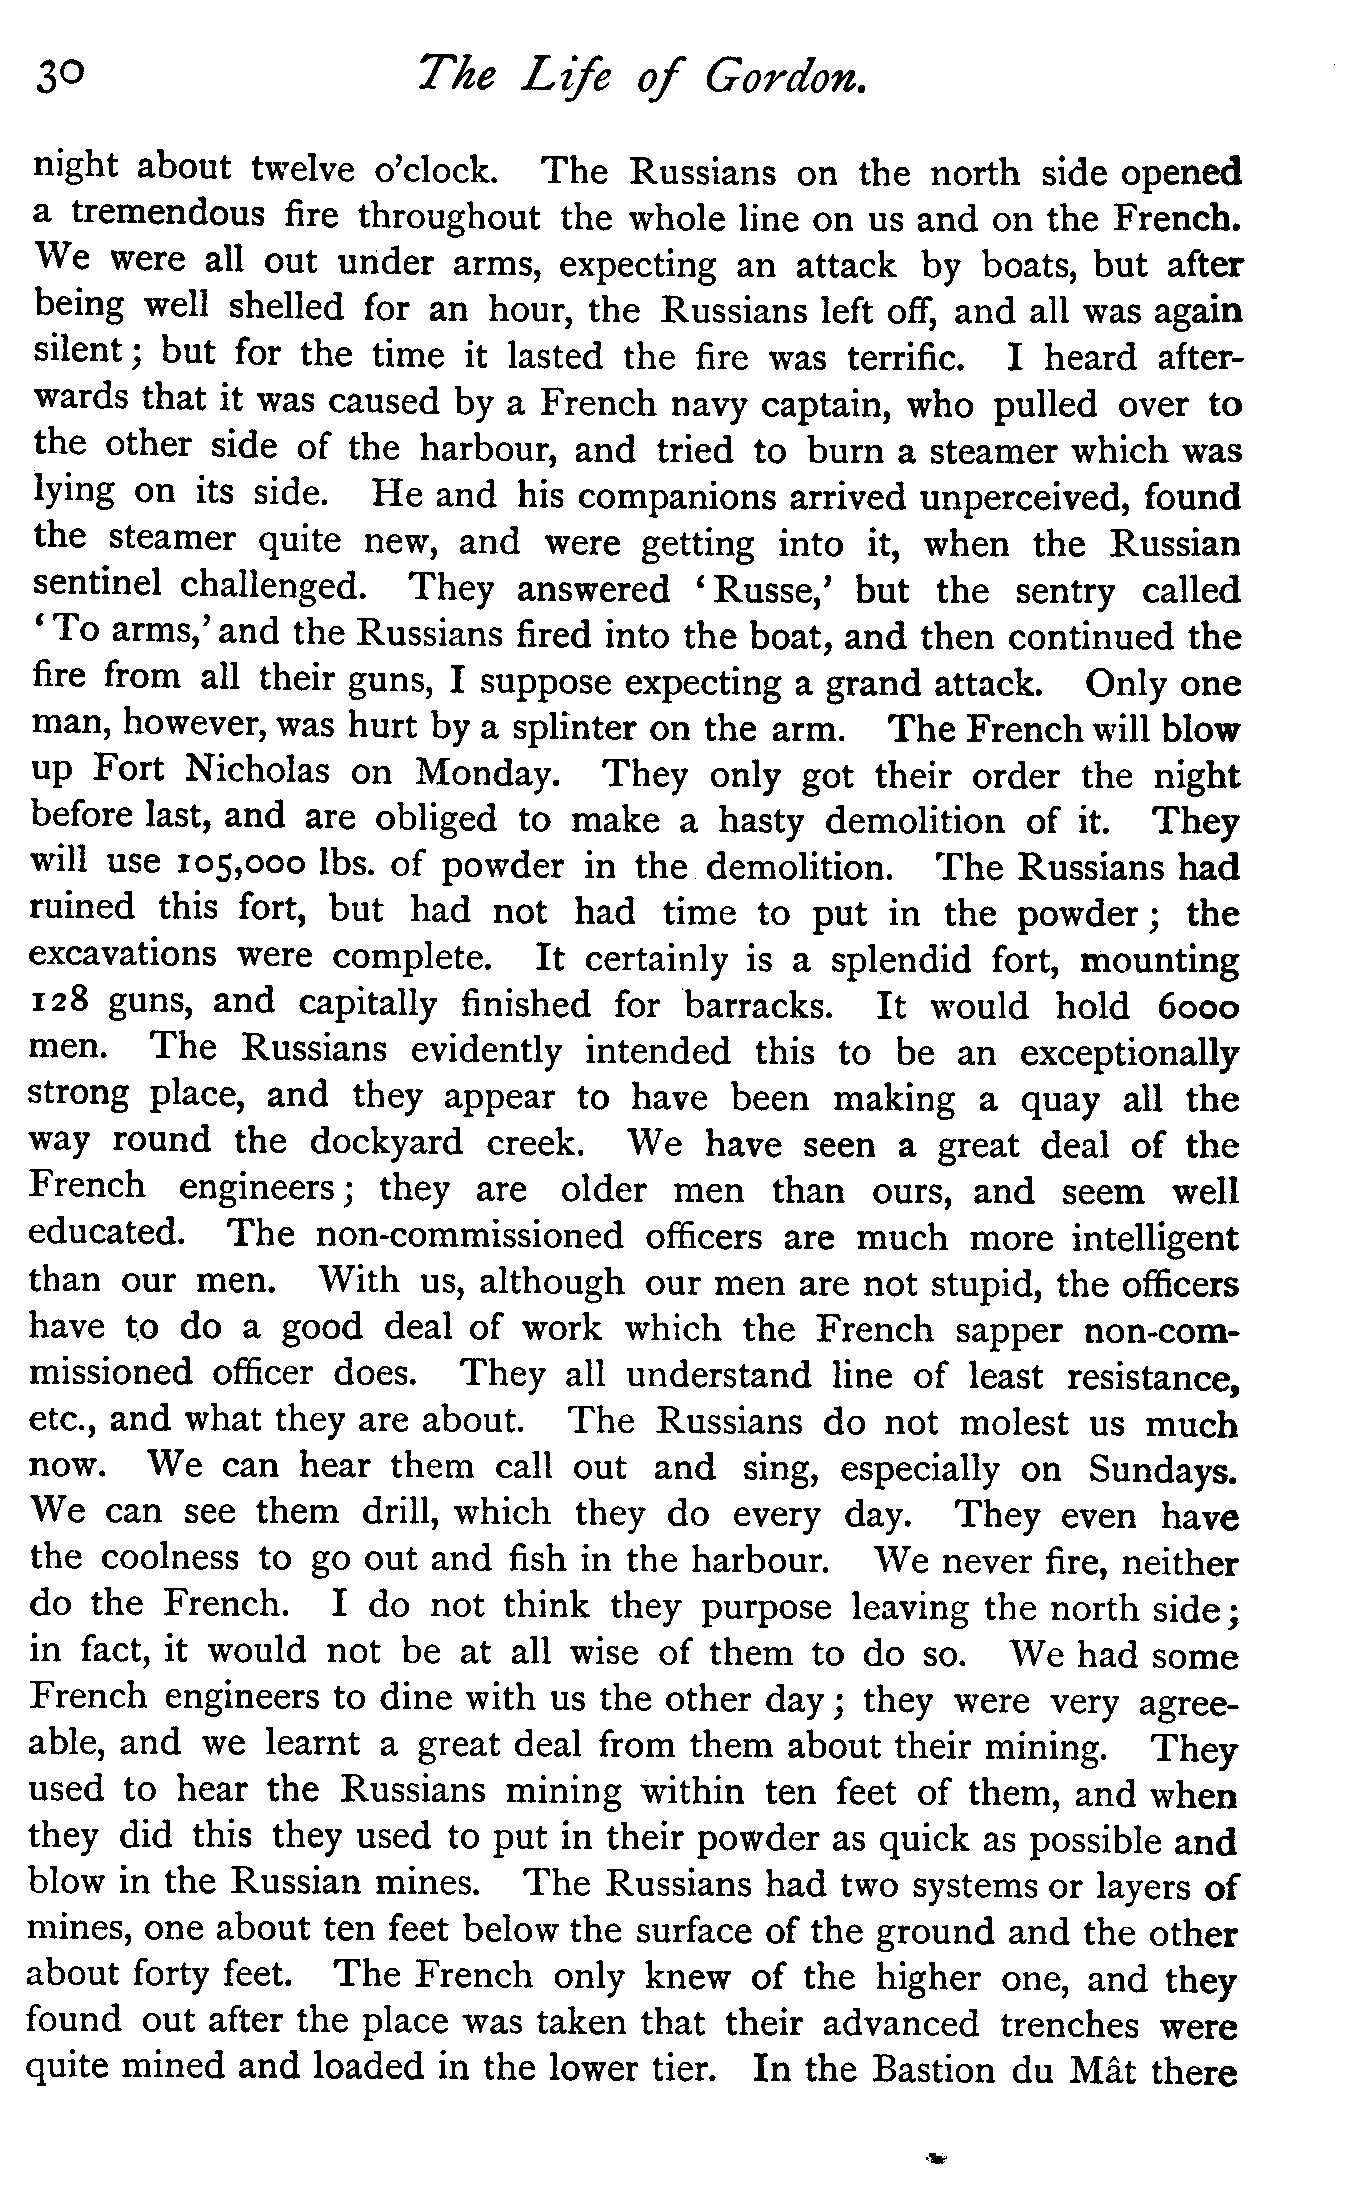 30 The Life of Gordon.
night about twelve o'clock. The Russians on the north side opened
a tremendous fire throughout the whole line on us and on the French.
We were all out under arms, expecting an attack by boats, but after
being well shelled for an hour, the Russians left off, and all was again
silent; but for the time it lasted the fire was terrific. I heard after-
wards that it was caused by a French navy captain, who pulled over to
the other side of the harbour, and tried to burn a steamer which was
lying on its side. He and his companions arrived unperceived, found
the steamer quite new, and were getting into it, when the Russian
sentinel challenged. They answered 'Russe,' but the sentry called
'To arms,' and the Russians fired into the boat, and then continued the
fire from all their guns, I suppose expecting a grand attack. Only one
man, however, was hurt by a splinter on the arm. The French will blow
up Fort Nicholas on Monday. They only got their order the night
before last, and are obliged to make a hasty demolition of it. They
will use 105,000 lbs. of powder in the demolition. The Russians had
ruined this fort, but had not had time to put in the powder; the
excavations were complete. It certainly is a splendid fort, mounting
128 guns, and capitally finished for barracks. It would hold 6000
men. The Russians evidently intended this to be an exceptionally
strong place, and they appear to have been making a quay all the
way round the dockyard creek. We have seen a great deal of the
French engineers; they are older men than ours, and seem well
educated. The non-commissioned officers are much more intelligent
than our men. With us, although our men are not stupid, the officers
have to do a good deal of work which the French sapper non-com-
missioned officer does. They all understand line of least resistance,
etc., and what they are about. The Russians do not molest us much
now. We can hear them call out and sing, especially on Sundays.
We can see them drill, which they do every day. They even have
the coolness to go out and fish in the harbour. We never fire, neither
do the French. I do not think they purpose leaving the north side;
in fact, it would not be at all wise of them to do so. We had some
French engineers to dine with us the other day; they were very agree-
able, and we learnt a great deal from them about their mining. They
used to hear the Russians mining within ten feet of them, and when
they did this they used to put in their powder as quick as possible and
blow in the Russian mines. The Russians had two systems or layers of
mines, one about ten feet below the surface of the ground and the other
about forty feet. The French only knew of the higher one, and they
found out after the place was taken that their advanced trenches were
quite mined and loaded in the lower tier. In the Bastion du Mât there